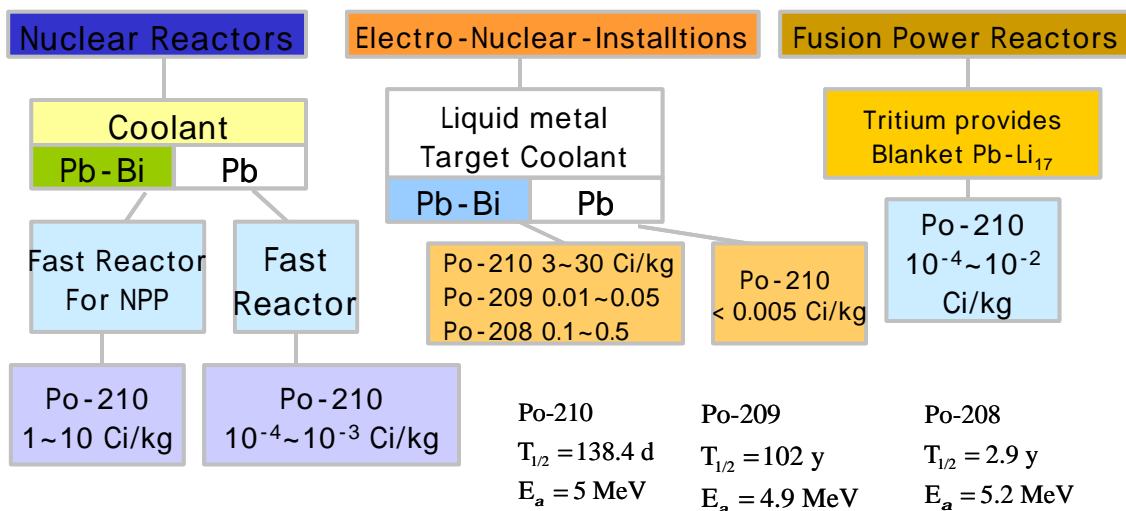 Nuclear Reactors
Coolant
Pb-Bi Pb
Fast Reactor
For NPP
Fast
Reactor
Po-210
1~10 Ci/kg
Po-210
10⁻⁴~10⁻³ Ci/kg
Electro-Nuclear-Installtions
Liquid metal
Target Coolant
Pb-Bi Pb
Po-210 3~30 Ci/kg
Po-209 0.01~0.05
Po-208 0.1~0.5
Po-210
< 0.005 Ci/kg
Fusion Power Reactors
Tritium provides
Blanket Pb-Li₁₇
Po-210
10⁻⁴~10⁻²
Ci/kg
Po-210
T₁/₂ = 138.4 d
Eₐ = 5 MeV
Po-209
T₁/₂ = 102 y
Eₐ = 4.9 MeV
Po-208
T₁/₂ = 2.9 y
Eₐ = 5.2 MeV